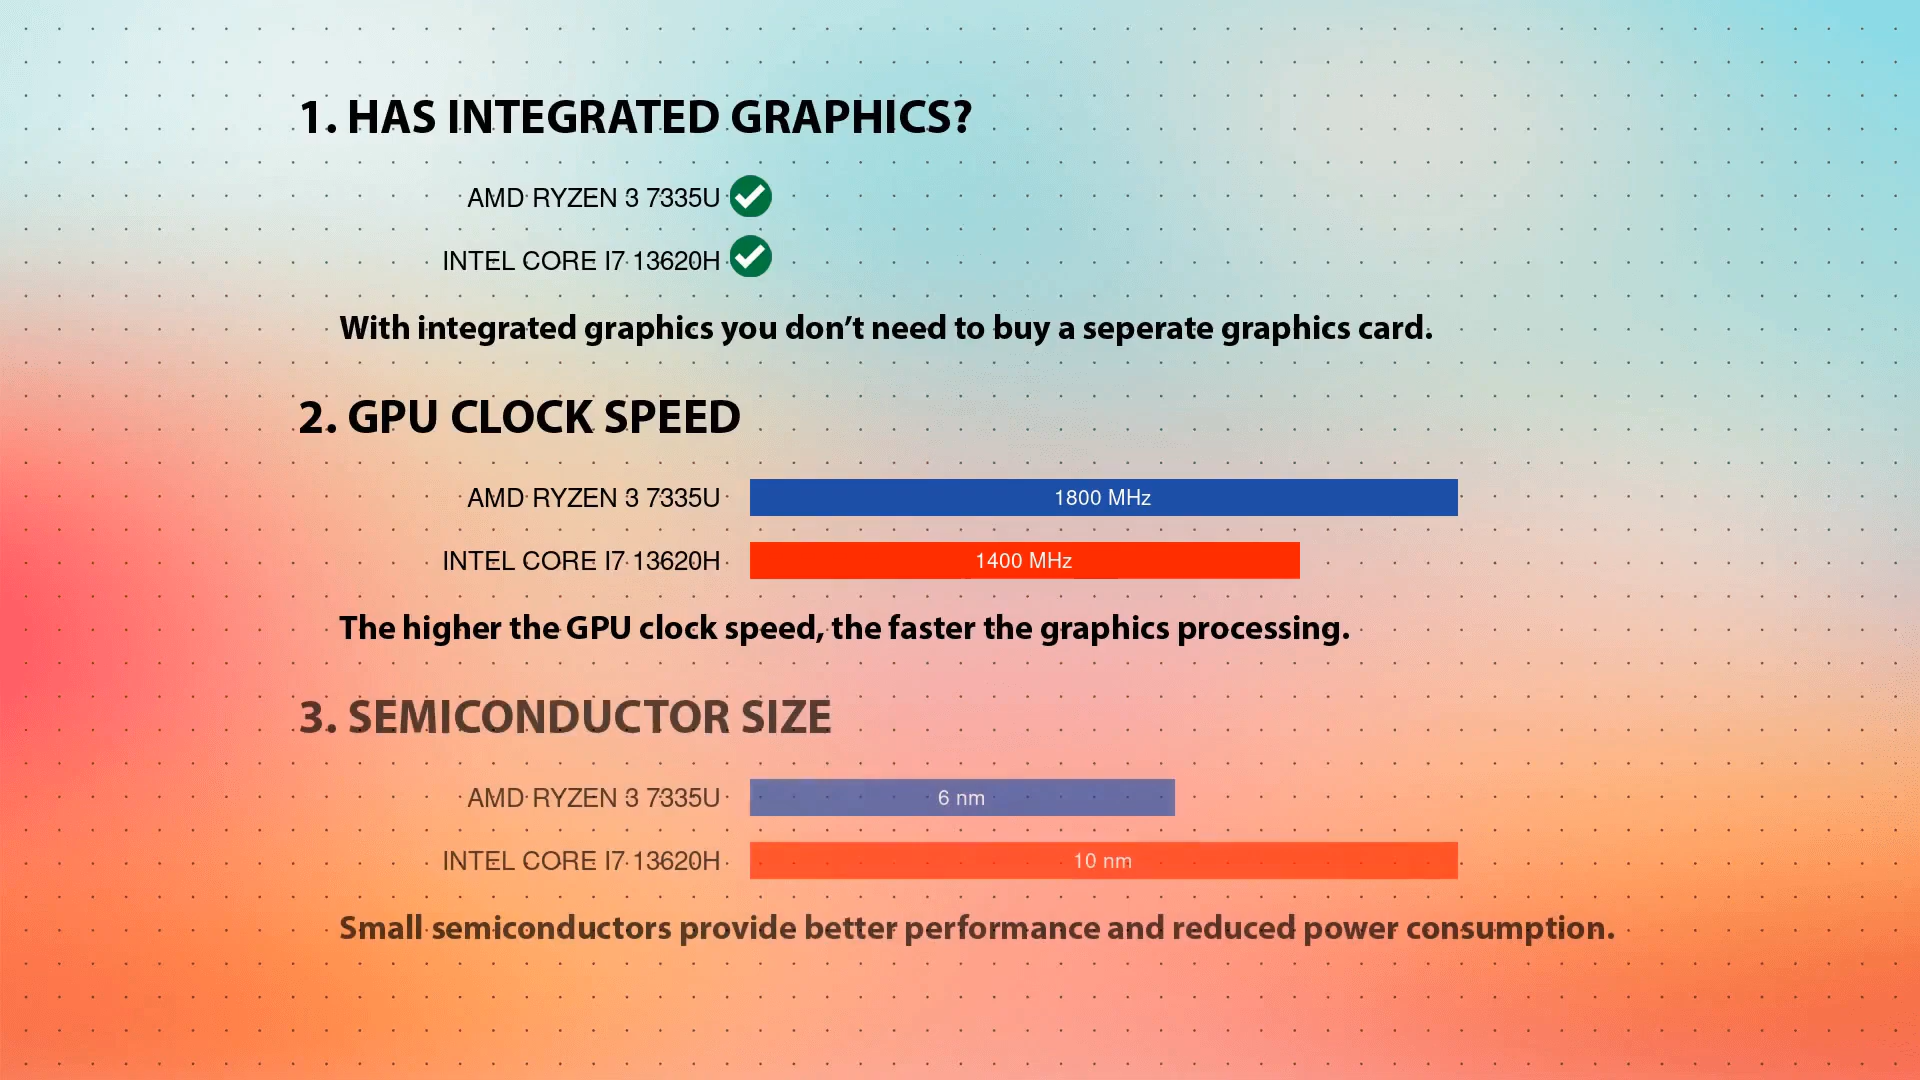 1. HAS INTEGRATED GRAPHICS?
AMD RYZEN 3 7335U
INTEL CORE I7 13620H
With integrated graphics you don’t need to buy a seperate graphics card.
2. GPU CLOCK SPEED
AMD RYZEN 3 7335U 1800 MHz
INTEL CORE I7 13620H 1400 MHz
The higher the GPU clock speed, the faster the graphics processing.
3. SEMICONDUCTOR SIZE
AMD RYZEN 3 7335U 6 nm
INTEL CORE I7 13620H 10 nm
Small semiconductors provide better performance and reduced power consumption.